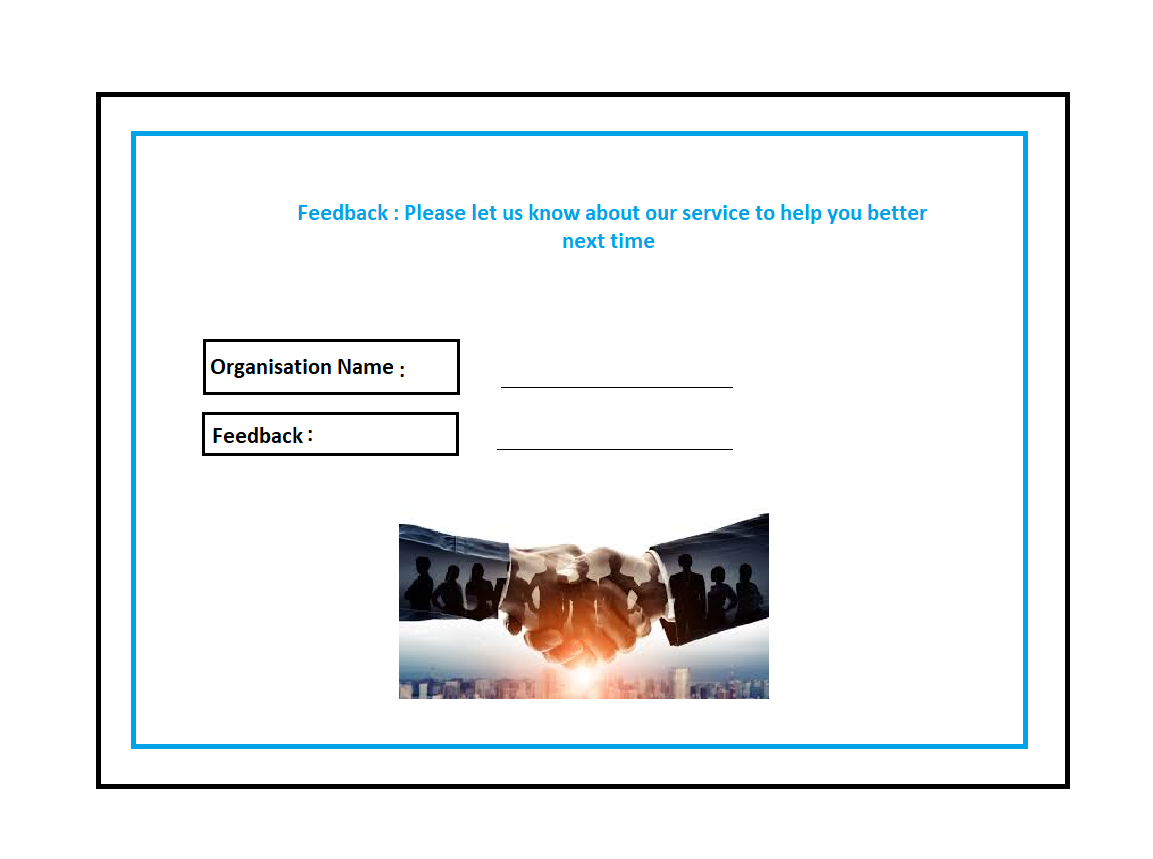 Feedback : Please let us know about our service to help you better
next time
Organisation Name :
Feedback :